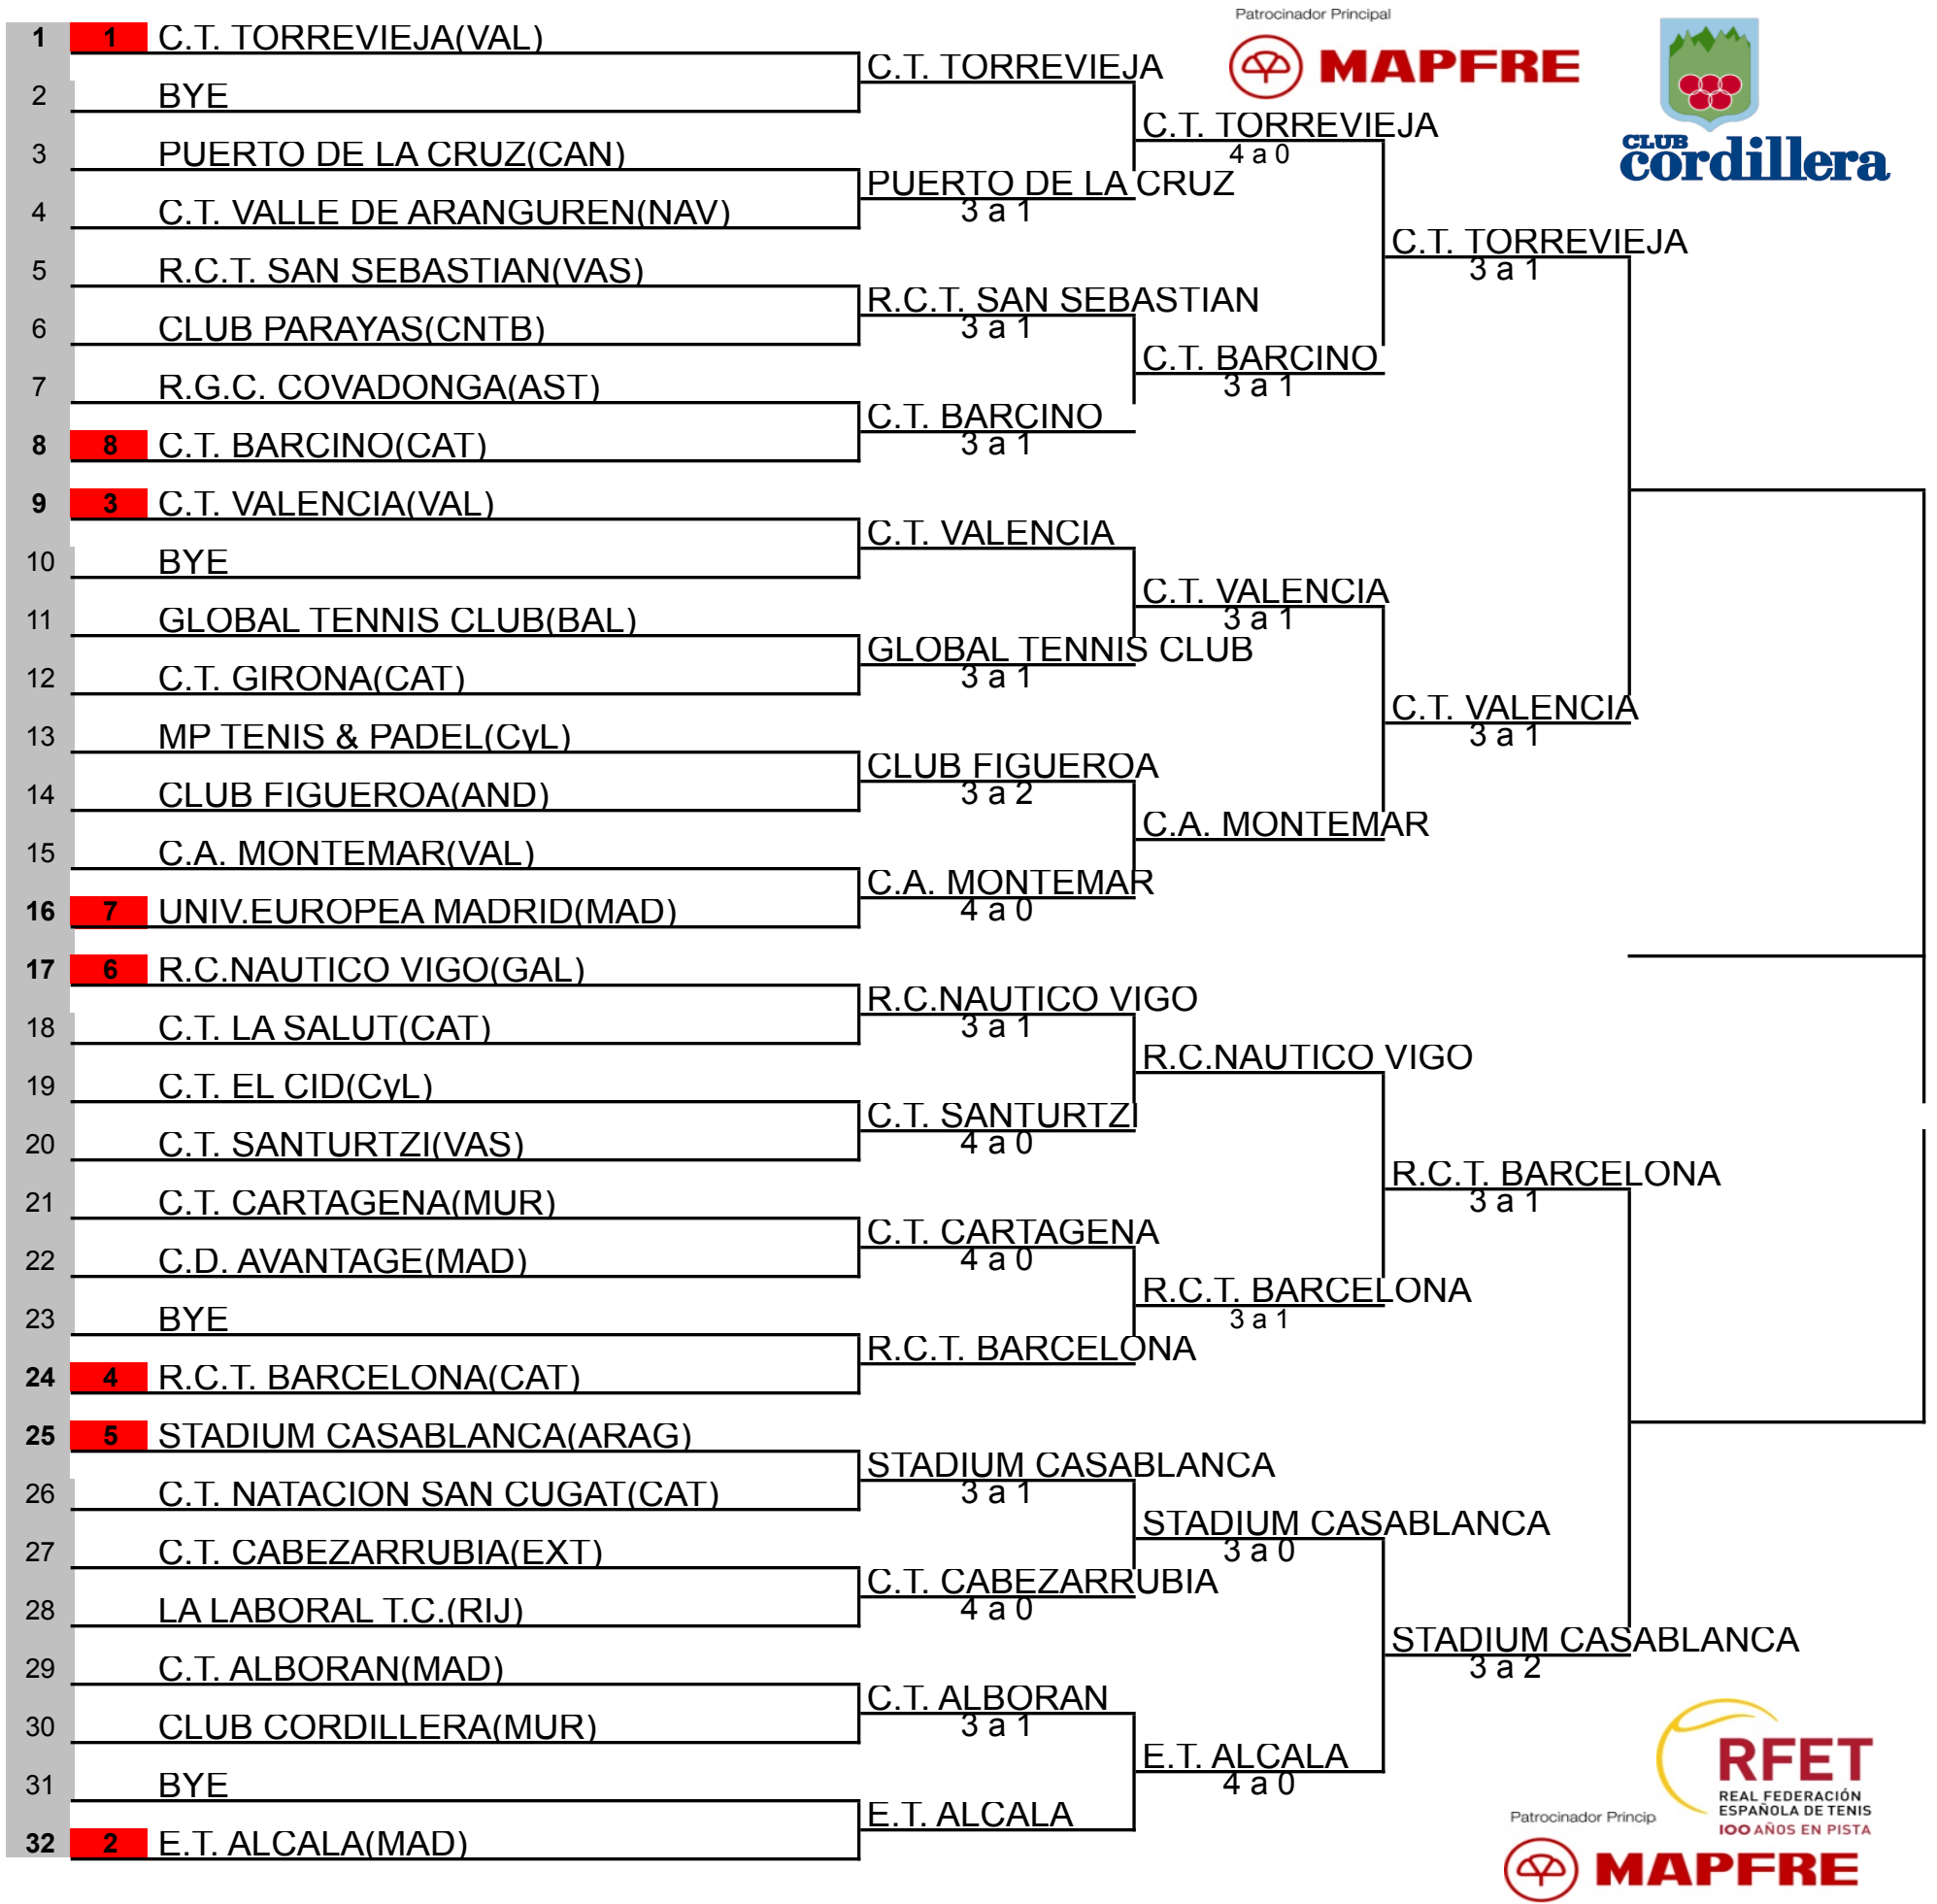 Patrocinador Principal
MAPFRE
CLUB
cordillera
1 1 C.T. TORREVIEJA(VAL)
C.T. TORREVIEJA
2 BYE
C.T. TORREVIEJA
4 a 0
3 PUERTO DE LA CRUZ(CAN)
PUERTO DE LA CRUZ
3 a 1
4 C.T. VALLE DE ARANGUREN(NAV)
C.T. TORREVIEJA
3 a 1
5 R.C.T. SAN SEBASTIAN(VAS)
R.C.T. SAN SEBASTIAN
3 a 1
6 CLUB PARAYAS(CNTB)
C.T. BARCINO
3 a 1
7 R.G.C. COVADONGA(AST)
C.T. BARCINO
3 a 1
8 8 C.T. BARCINO(CAT)
9 3 C.T. VALENCIA(VAL)
C.T. VALENCIA
10 BYE
C.T. VALENCIA
3 a 1
11 GLOBAL TENNIS CLUB(BAL)
GLOBAL TENNIS CLUB
3 a 1
12 C.T. GIRONA(CAT)
C.T. VALENCIA
3 a 1
13 MP TENIS & PADEL(CyL)
CLUB FIGUEROA
3 a 2
14 CLUB FIGUEROA(AND)
C.A. MONTEMAR
15 C.A. MONTEMAR(VAL)
C.A. MONTEMAR
4 a 0
16 7 UNIV.EUROPEA MADRID(MAD)
17 6 R.C.NAUTICO VIGO(GAL)
R.C.NAUTICO VIGO
3 a 1
18 C.T. LA SALUT(CAT)
R.C.NAUTICO VIGO
19 C.T. EL CID(CyL)
C.T. SANTURTZI
4 a 0
20 C.T. SANTURTZI(VAS)
R.C.T. BARCELONA
3 a 1
21 C.T. CARTAGENA(MUR)
C.T. CARTAGENA
4 a 0
22 C.D. AVANTAGE(MAD)
R.C.T. BARCELONA
3 a 1
23 BYE
R.C.T. BARCELONA
24 4 R.C.T. BARCELONA(CAT)
25 5 STADIUM CASABLANCA(ARAG)
STADIUM CASABLANCA
3 a 1
26 C.T. NATACION SAN CUGAT(CAT)
STADIUM CASABLANCA
3 a 0
27 C.T. CABEZARRUBIA(EXT)
C.T. CABEZARRUBIA
4 a 0
28 LA LABORAL T.C.(RIJ)
STADIUM CASABLANCA
3 a 2
29 C.T. ALBORAN(MAD)
C.T. ALBORAN
3 a 1
30 CLUB CORDILLERA(MUR)
E.T. ALCALA
4 a 0
31 BYE
E.T. ALCALA
32 2 E.T. ALCALA(MAD)
RFET
REAL FEDERACIÓN
ESPAÑOLA DE TENIS
100 AÑOS EN PISTA
Patrocinador Princip
MAPFRE